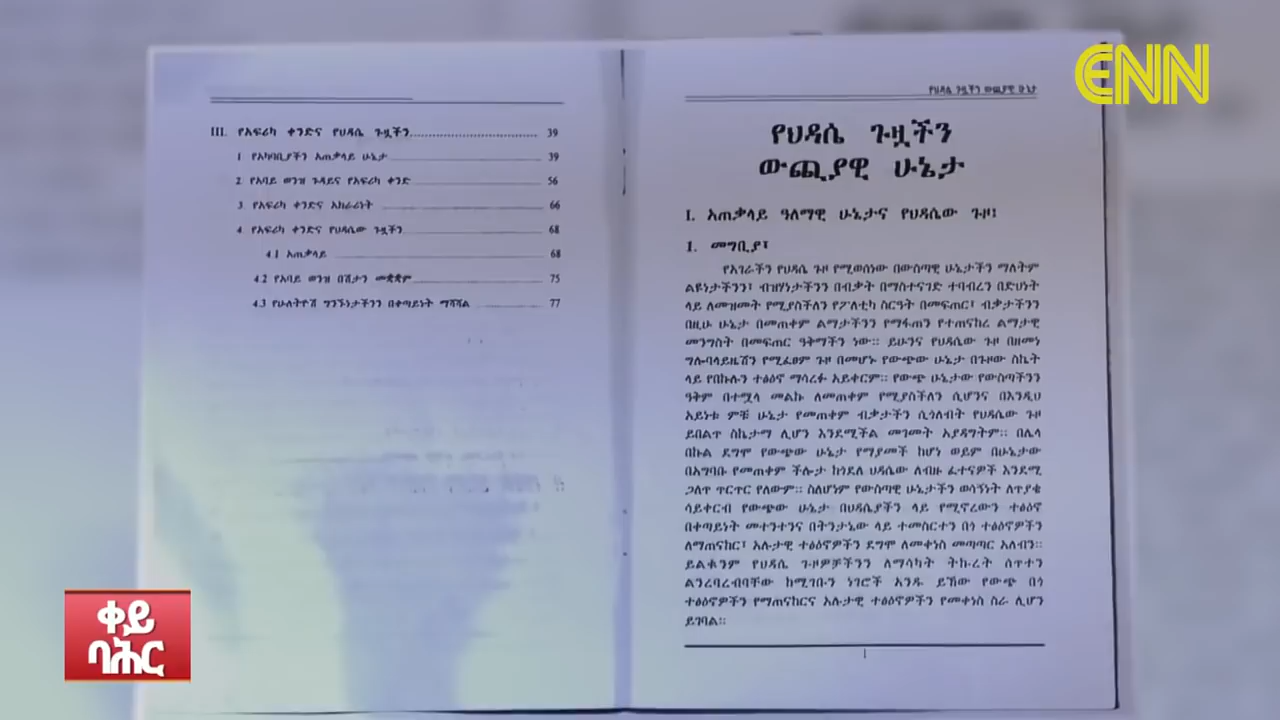 ENN
III. የአፍሪካ ቀንድና የህዳሴ ጉዟችን 39
1 የአካባቢያችን አጠቃላይ ሁኔታ 39
2 የአባይ ወንዝ ጉዳይና የአፍሪካ ቀንድ 56
3. የአፍሪካ ቀንድና አክራሪነት 66
4 የአፍሪካ ቀንድና የህዳሴው ጉዟችን 68
4.1 አጠቃላይ 68
4.2 የአባይ ወንዝ በሽታን መቋቋም 75
4.3 የሁለትዮሽ ግንኙነታችንን በቀጣይነት ማሻሻል 77
የህዳሴ ጉዟችን ውጪያዊ ሁኔታ
የህዳሴ ጉዟችን
ውጪያዊ ሁኔታ
I. አጠቃላይ ዓለማዊ ሁኔታና የህዳሴው ጉዞ፤
1. መግቢያ፤
የአገራችን የህዳሴ ጉዞ የሚወሰነው በውስጣዊ ሁኔታችን ማለትም
ልዩነታችንን፣ ብዝሃነታችንን በብቃት በማስተናገድ ተባብረን በድህነት
ላይ ለመዝመት የሚያስችለን የፖለቲካ ስርዓት በመፍጠር፣ ብቃታችንን
በዚሁ ሁኔታ በመጠቀም ልማታችንን የማፋጠን የተጠናከረ ልማታዊ
መንግስት በመፍጠር ዓቅማችን ነው። ይሁንና የህዳሴው ጉዞ በዘመነ
ግሎባላይዜሽን የሚፈፀም ጉዞ በመሆኑ የውጭው ሁኔታ በጉዞው ስኬት
ላይ የበኩሉን ተፅዕኖ ማሳረፉ አይቀርም። የውጭ ሁኔታው የውስጣችንን
ዓቅም በተሟላ መልኩ ለመጠቀም የሚያስችለን ሲሆንና በእንዲህ
አይነቱ ምቹ ሁኔታ የመጠቀም ብቃታችን ሲጎለብት የህዳሴው ጉዞ
ይበልጥ ስኬታማ ሊሆን እንደሚችል መገመት አያዳግትም። በሌላ
በኩል ደግሞ የውጭው ሁኔታ የማያመች ከሆነ ወይም በሁኔታው
በአግባቡ የመጠቀም ችሎታ ከጎደለ ህዳሴው ለብዙ ፈተናዎች እንደሚ
ጋለጥ ጥርጥር የለውም። ስለሆነም የውስጣዊ ሁኔታችን ወሳኝነት ለጥያቄ
ሳይቀርብ የውጭው ሁኔታ በህዳሴያችን ላይ የሚኖረውን ተፅዕኖ
በቀጣይነት መተንተንና በትንታኔው ላይ ተመስርተን በጎ ተፅዕኖዎችን
ለማጠናከር፣ አሉታዊ ተፅዕኖዎችን ደግሞ ለመቀነስ መጣጣር አለብን።
ይልቁንም የህዳሴ ጉዞዎቻችንን ለማሳካት ትኩረት ሰጥተን
ልንረባረብባቸው ከሚገቡን ነገሮች አንዱ ይኸው የውጭ በጎ
ተፅዕኖዎችን የማጠናከርና አሉታዊ ተፅዕኖዎችን የመቀነስ ስራ ሊሆን
ይገባል።
1
ቀይ
ባሕር